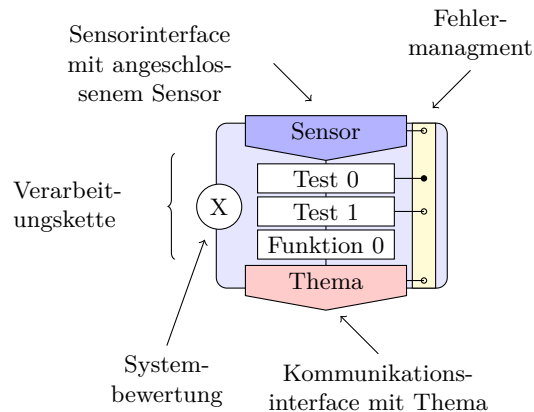 Sensorinterface
mit angeschlos-
senem Sensor
Fehler-
managment
Sensor
Test 0
Test 1
Funktion 0
Thema
X
Verarbeit-
ungskette
System-
bewertung
Kommunikations-
interface mit Thema